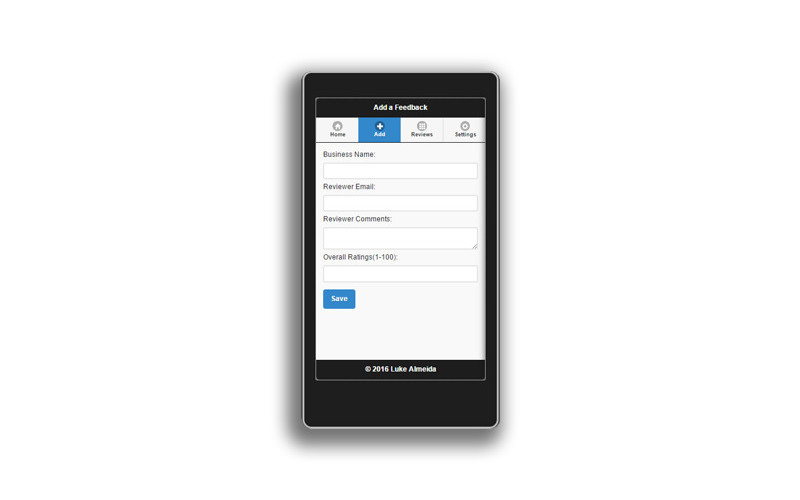 Add a Feedback
Home Add Reviews Settings
Business Name:
Reviewer Email:
Reviewer Comments:
Overall Ratings(1-100):
Save
© 2016 Luke Almeida